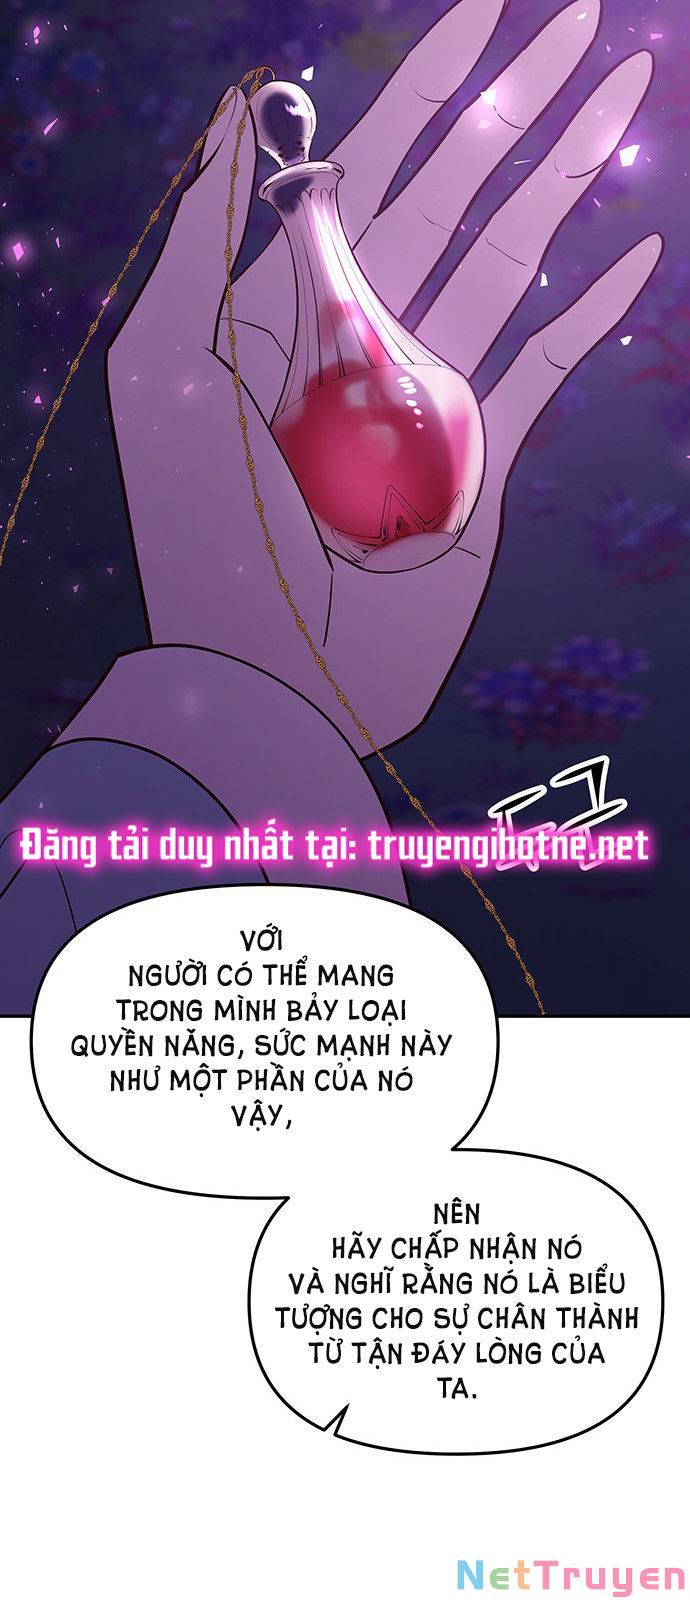 두구
Đăng tải duy nhất tại: truyengihotne.net
VỚI
NGƯỜI CÓ THỂ MANG
TRONG MÌNH BẢY LOẠI
QUYỀN NĂNG, SỨC MẠNH NÀY
NHƯ MỘT PHẦN CỦA NÓ
VẬY,
NÊN
HÃY CHẤP NHẬN NÓ
VÀ NGHĨ RẰNG NÓ LÀ BIỂU
TƯỢNG CHO SỰ CHÂN THÀNH
TỪ TẬN ĐÁY LÒNG CỦA
TA.
NetTruyen